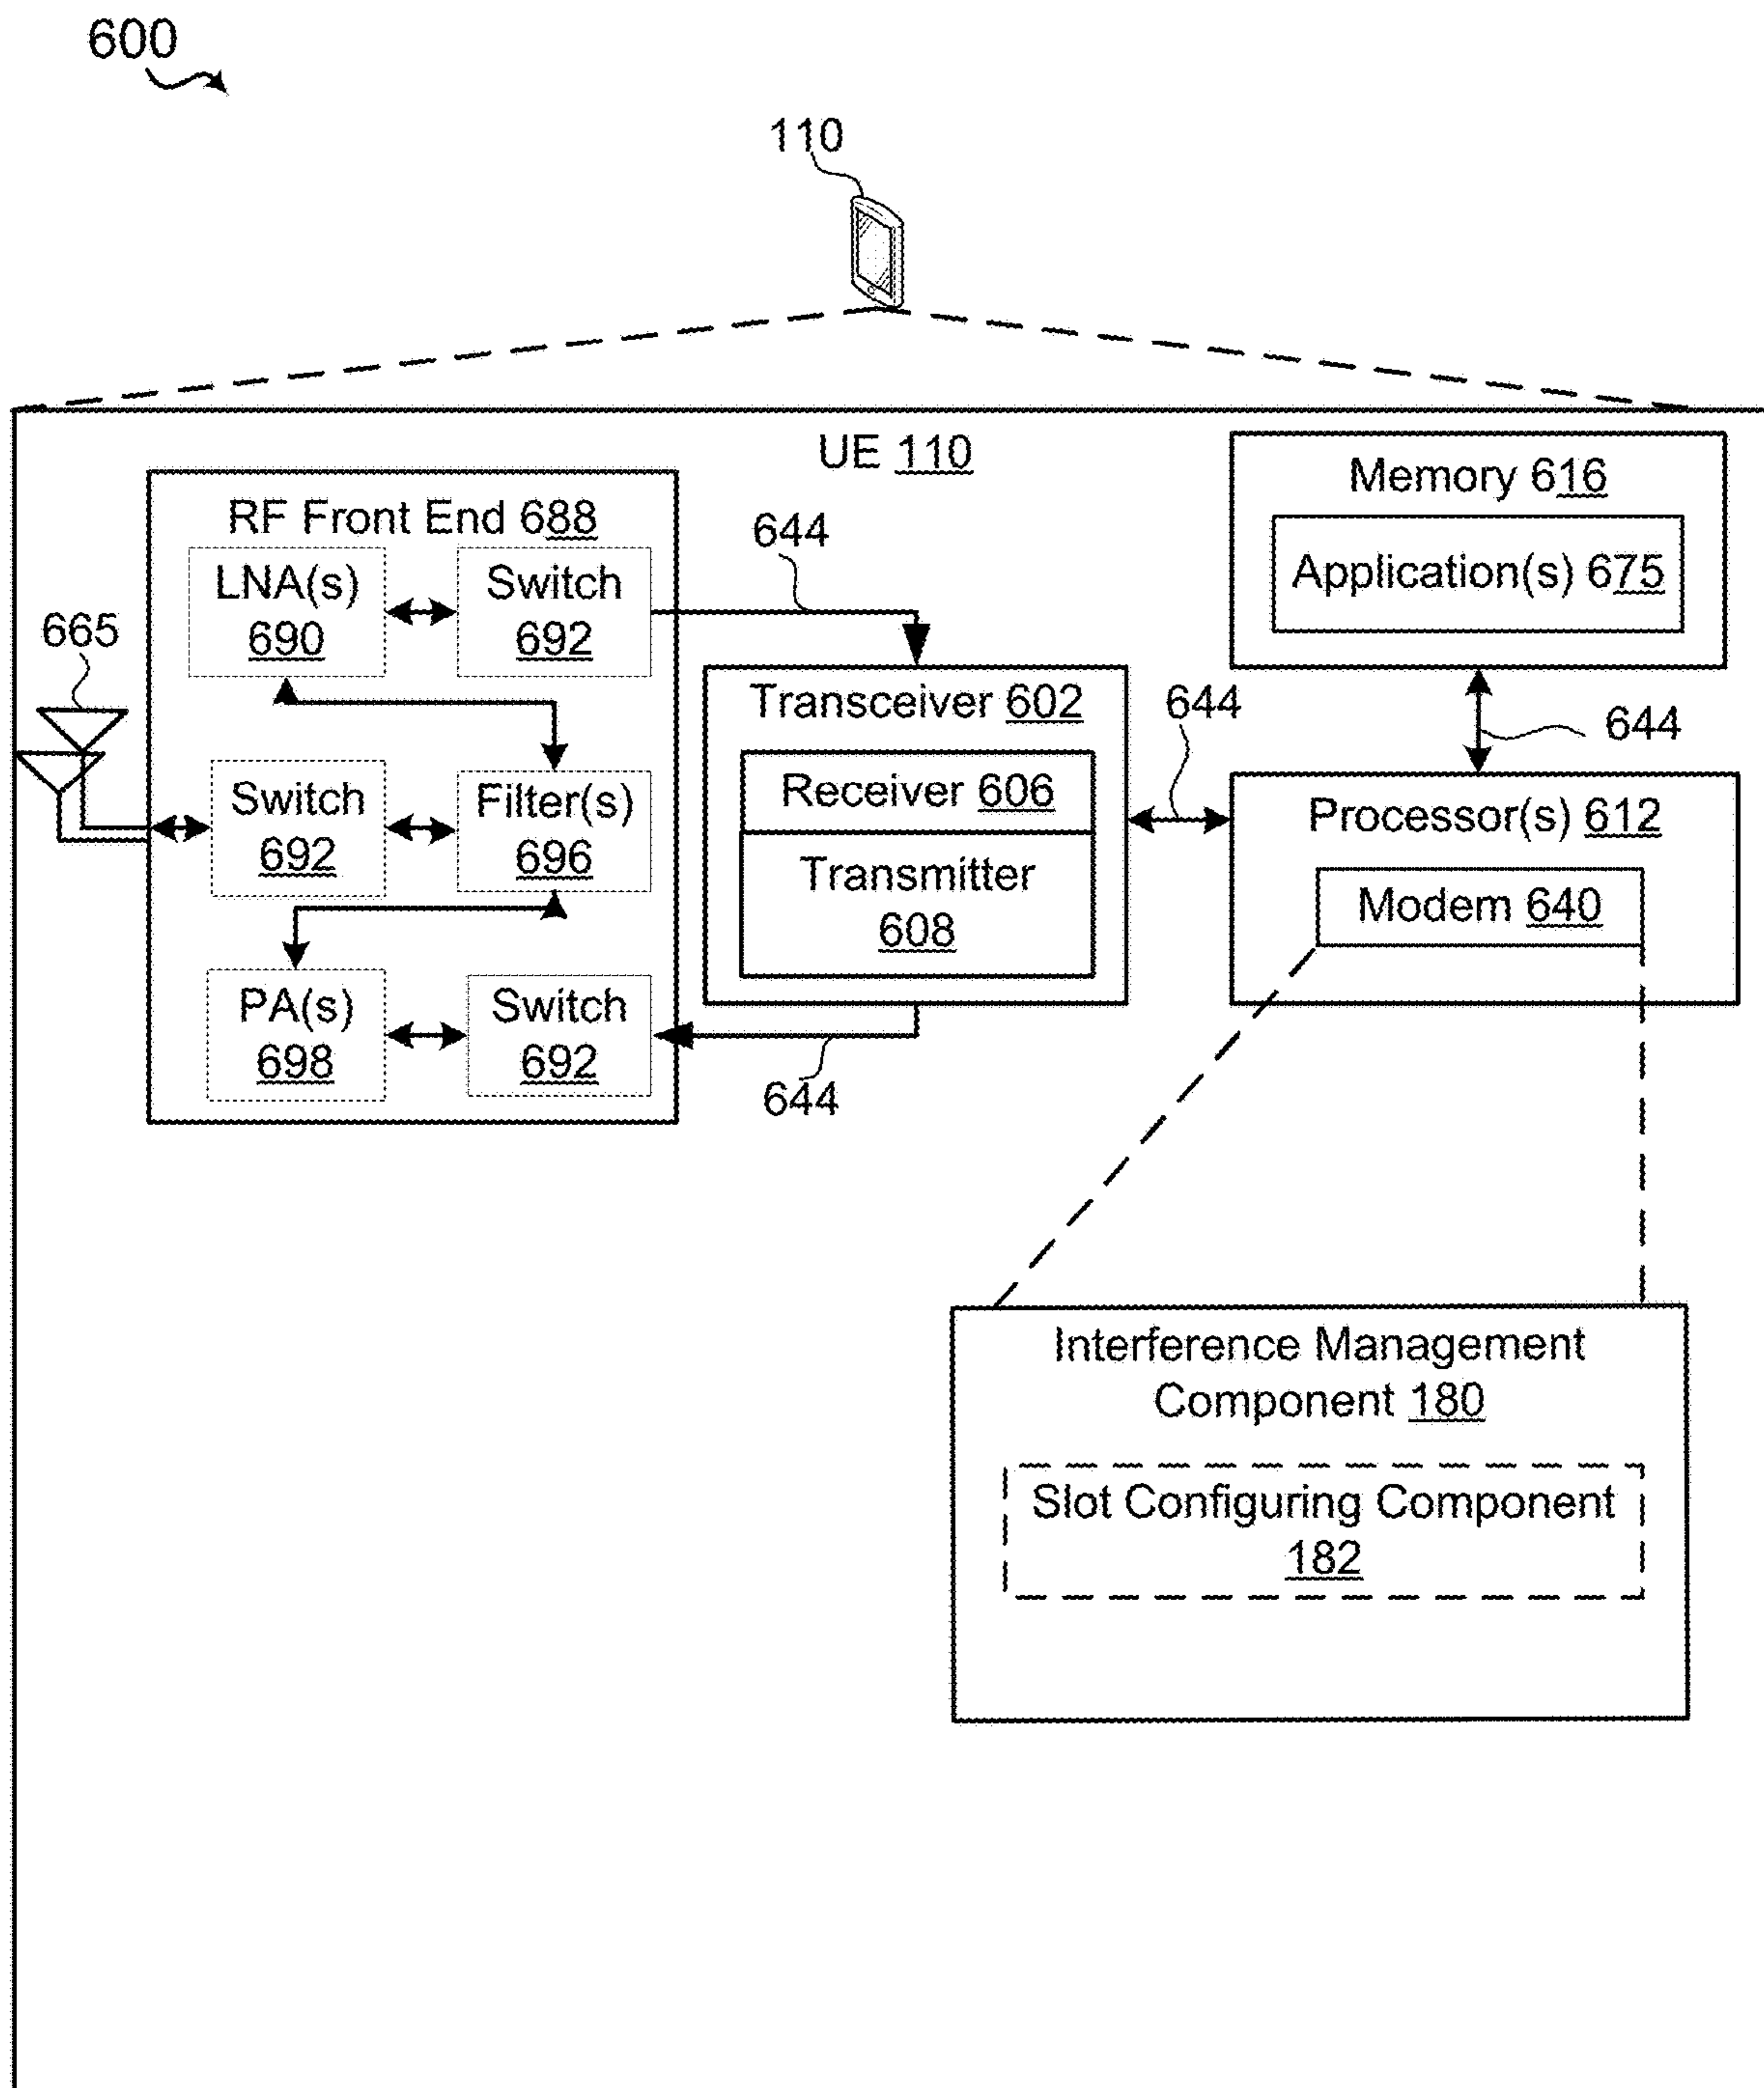 600
110
UE 110
RF Front End 688
LNA(s)
690
Switch
692
644
665
Switch
692
Filter(s)
696
PA(s)
698
Switch
692
644
Transceiver 602
Receiver 606
Transmitter
608
644
Memory 616
Application(s) 675
644
Processor(s) 612
Modem 640
Interference Management
Component 180
Slot Configuring Component
182